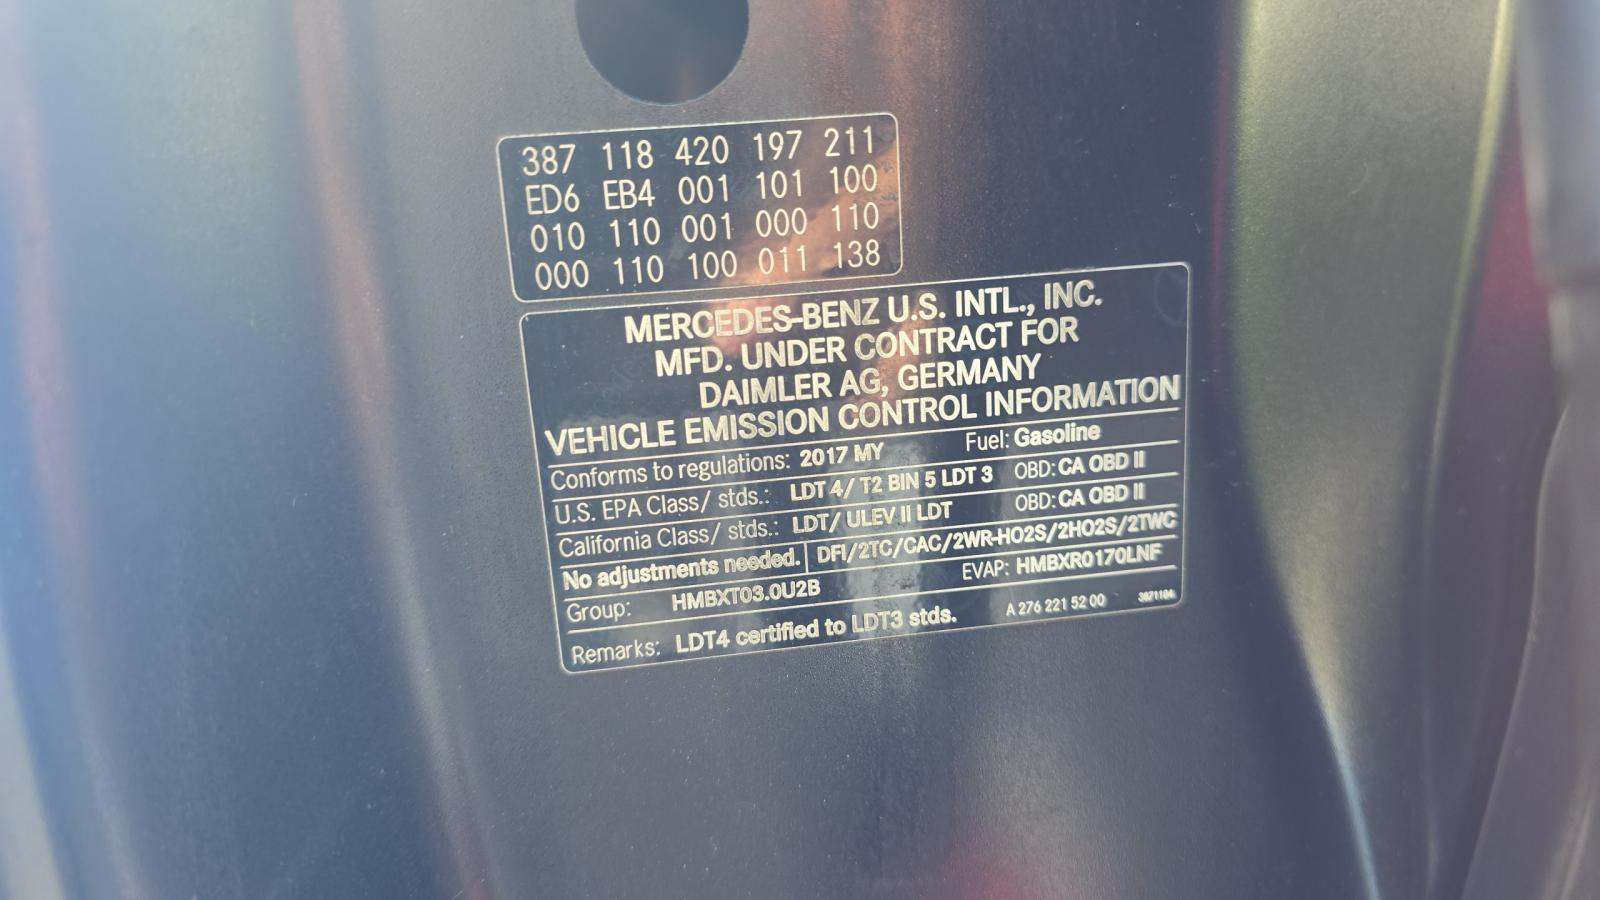 387 118 420 197 211
ED6 EB4 001 101 100
010 110 001 000 110
000 110 100 011 138
MERCEDES-BENZ U.S. INTL., INC.
MFD. UNDER CONTRACT FOR
DAIMLER AG, GERMANY
VEHICLE EMISSION CONTROL INFORMATION
Conforms to regulations: 2017 MY Fuel: Gasoline
U.S. EPA Class/ stds.: LDT 4/ T2 BIN 5 LDT 3 OBD: CA OBD II
California Class/ stds.: LDT/ ULEV II LDT OBD: CA OBD II
No adjustments needed. DFI/2TC/CAC/2WR-HO2S/2HO2S/2TWC
Group: HMBXT03.0U2B EVAP: HMBXR0170LNF
Remarks: LDT4 certified to LDT3 stds. A 276 221 52 00